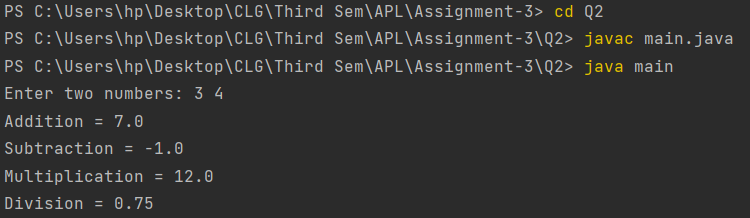 PS C:\Users\hp\Desktop\CLG\Third Sem\APL\Assignment-3> cd Q2
PS C:\Users\hp\Desktop\CLG\Third Sem\APL\Assignment-3\Q2> javac main.java
PS C:\Users\hp\Desktop\CLG\Third Sem\APL\Assignment-3\Q2> java main
Enter two numbers: 3 4
Addition = 7.0
Subtraction = -1.0
Multiplication = 12.0
Division = 0.75